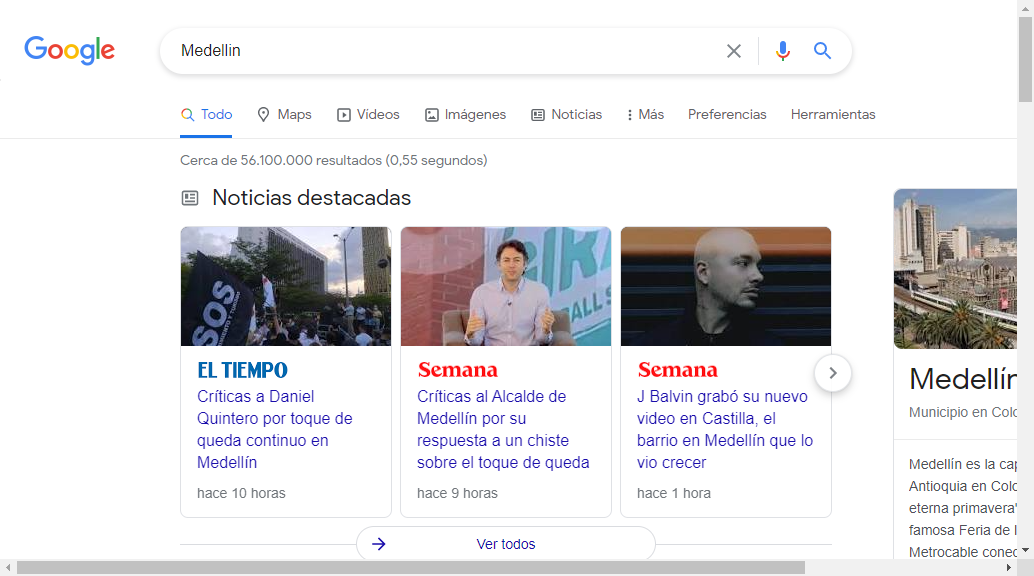 Google
Medellin
Todo
Maps
Vídeos
Imágenes
Noticias
Más
Preferencias
Herramientas
Cerca de 56.100.000 resultados (0,55 segundos)
Noticias destacadas
SOS
EL TIEMPO
Críticas a Daniel
Quintero por toque de
queda continuo en
Medellín
hace 10 horas
Semana
Críticas al Alcalde de
Medellín por su
respuesta a un chiste
sobre el toque de queda
hace 9 horas
Semana
J Balvin grabó su nuevo
video en Castilla, el
barrio en Medellín que lo
vio crecer
hace 1 hora
Ver todos
Medellín
Municipio en Colo
Medellín es la cap
Antioquia en Colo
eterna primavera"
famosa Feria de l
Metrocable conec